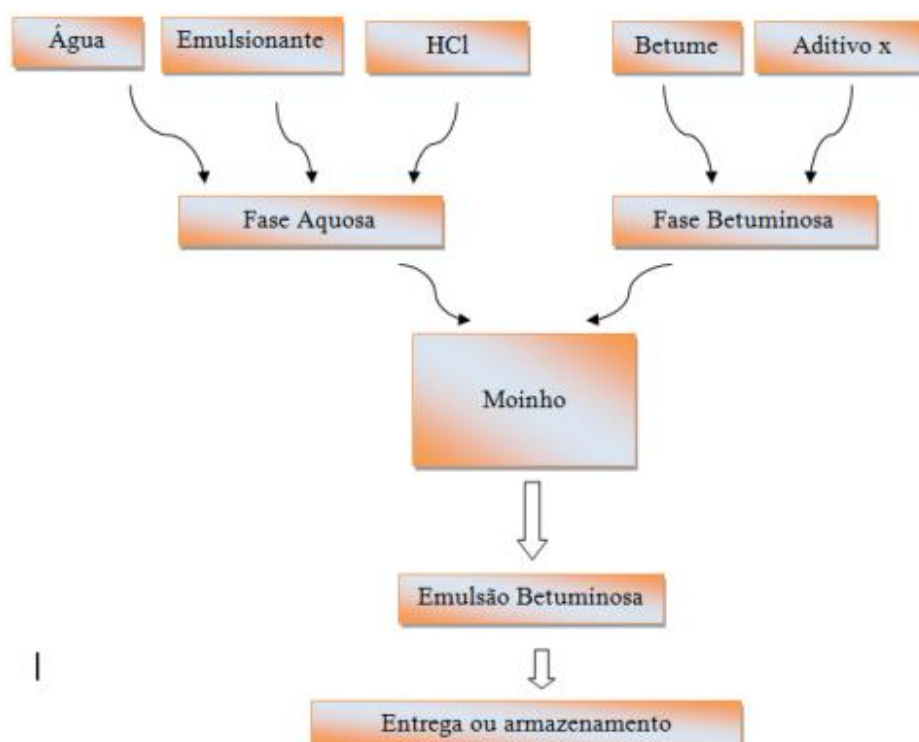 Água
Emulsionante
HCl
Betume
Aditivo x
Fase Aquosa
Fase Betuminosa
Moinho
Emulsão Betuminosa
Entrega ou armazenamento